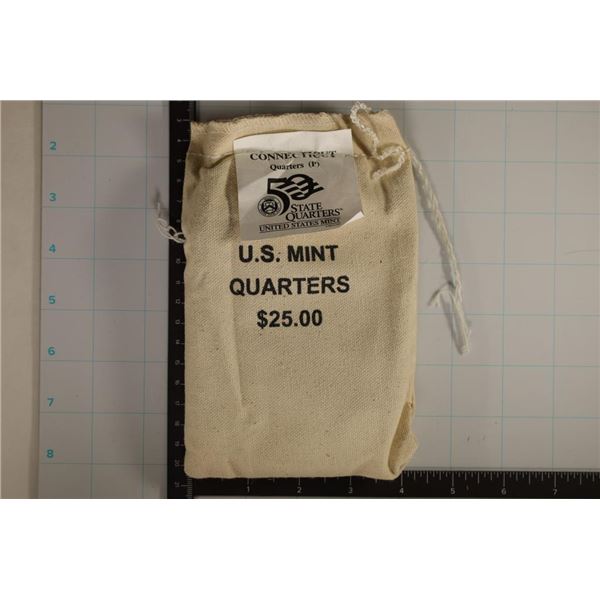 CONNECTICUT
Quarters (P)
50
STATE
QUARTERS™
UNITED STATES MINT
U.S. MINT
QUARTERS
$25.00
2
3
4
5
6
7
8
1 2 3 4 5 6 7